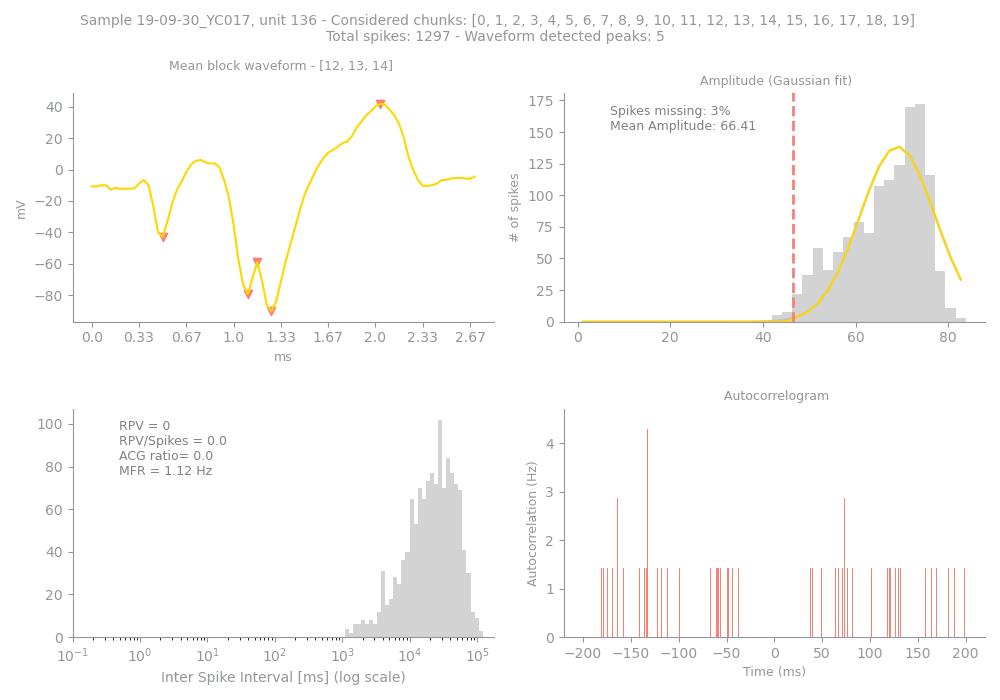 Sample 19-09-30_YC017, unit 136 - Considered chunks: [0, 1, 2, 3, 4, 5, 6, 7, 8, 9, 10, 11, 12, 13, 14, 15, 16, 17, 18, 19]
Total spikes: 1297 - Waveform detected peaks: 5
Mean block waveform - [12, 13, 14]
40
20
0
−20
−40
−60
−80
mV
0.0 0.33 0.67 1.0 1.33 1.67 2.0 2.33 2.67
ms
Amplitude (Gaussian fit)
Spikes missing: 3%
Mean Amplitude: 66.41
175
150
125
100
75
50
25
0
# of spikes
0 20 40 60 80
RPV = 0
RPV/Spikes = 0.0
ACG ratio= 0.0
MFR = 1.12 Hz
100
80
60
40
20
0
10⁻¹ 10⁰ 10¹ 10² 10³ 10⁴ 10⁵
Inter Spike Interval [ms] (log scale)
Autocorrelogram
4
3
2
1
0
Autocorrelation (Hz)
−200 −150 −100 −50 0 50 100 150 200
Time (ms)